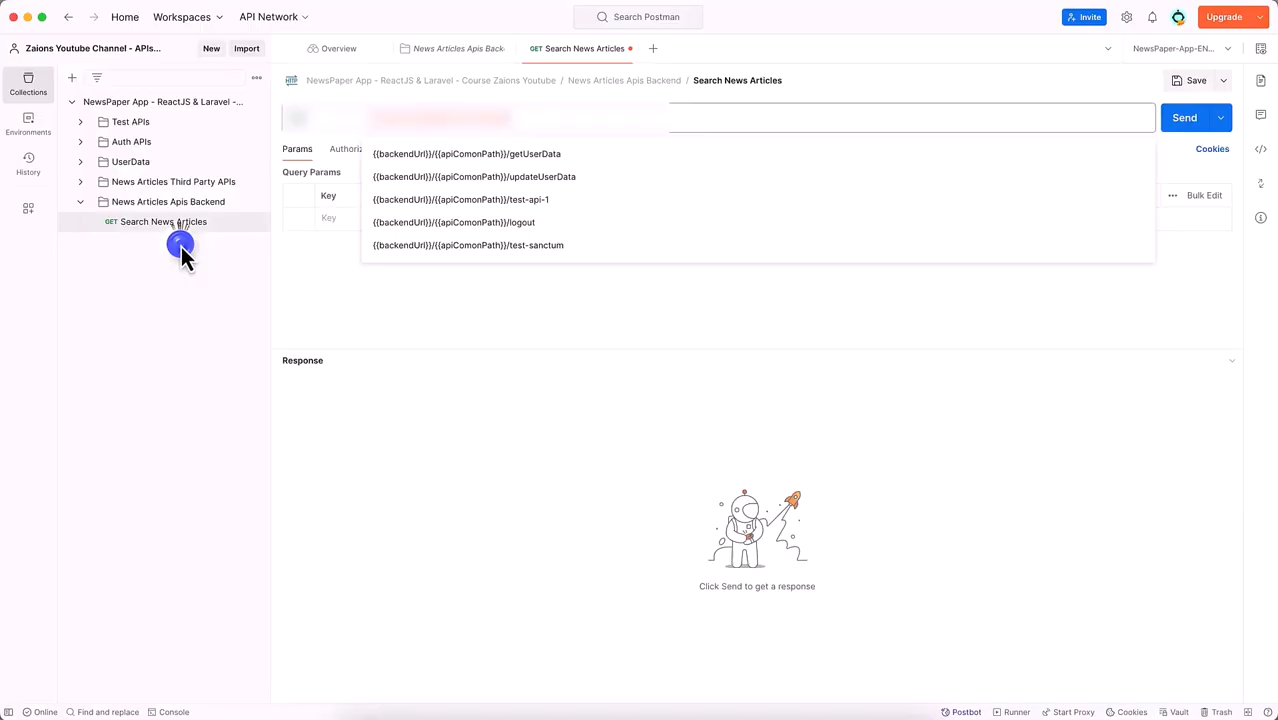 Home
Workspaces
API Network
Search Postman
Invite
Upgrade
Zaions Youtube Channel - APIs...
New
Import
Overview
News Articles Apis Back
GET Search News Articles
NewsPaper-App-EN...
Collections
Environments
History
NewsPaper App - ReactJS & Laravel -...
Test APIs
Auth APIs
UserData
News Articles Third Party APIs
News Articles Apis Backend
GET Search News Articles
HTTP
NewsPaper App - ReactJS & Laravel - Course Zaions Youtube / News Articles Apis Backend / Search News Articles
Save
Send
Params
Authoriz
Cookies
{{backendUrl}}/{{apiComonPath}}/getUserData
{{backendUrl}}/{{apiComonPath}}/updateUserData
{{backendUrl}}/{{apiComonPath}}/test-api-1
{{backendUrl}}/{{apiComonPath}}/logout
{{backendUrl}}/{{apiComonPath}}/test-sanctum
Query Params
Key
Bulk Edit
Key
Response
Click Send to get a response
Online
Find and replace
Console
Postbot
Runner
Start Proxy
Cookies
Vault
Trash